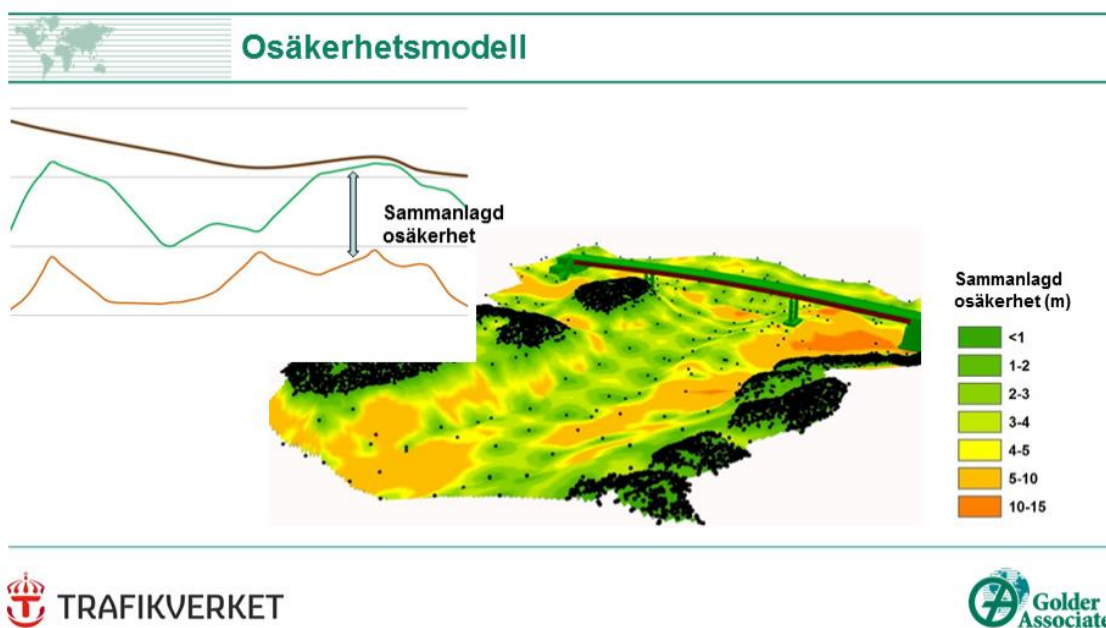 Osäkerhetsmodell
Sammanlagd
osäkerhet
Sammanlagd
osäkerhet (m)
<1
1-2
2-3
3-4
4-5
5-10
10-15
TRAFIKVERKET
Golder
Associate